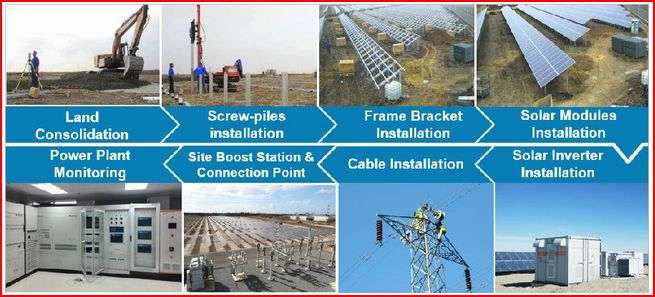 Land
Consolidation
Screw-piles
installation
Frame Bracket
Installation
Solar Modules
Installation
Power Plant
Monitoring
Site Boost Station &
Connection Point
Cable Installation
Solar Inverter
Installation